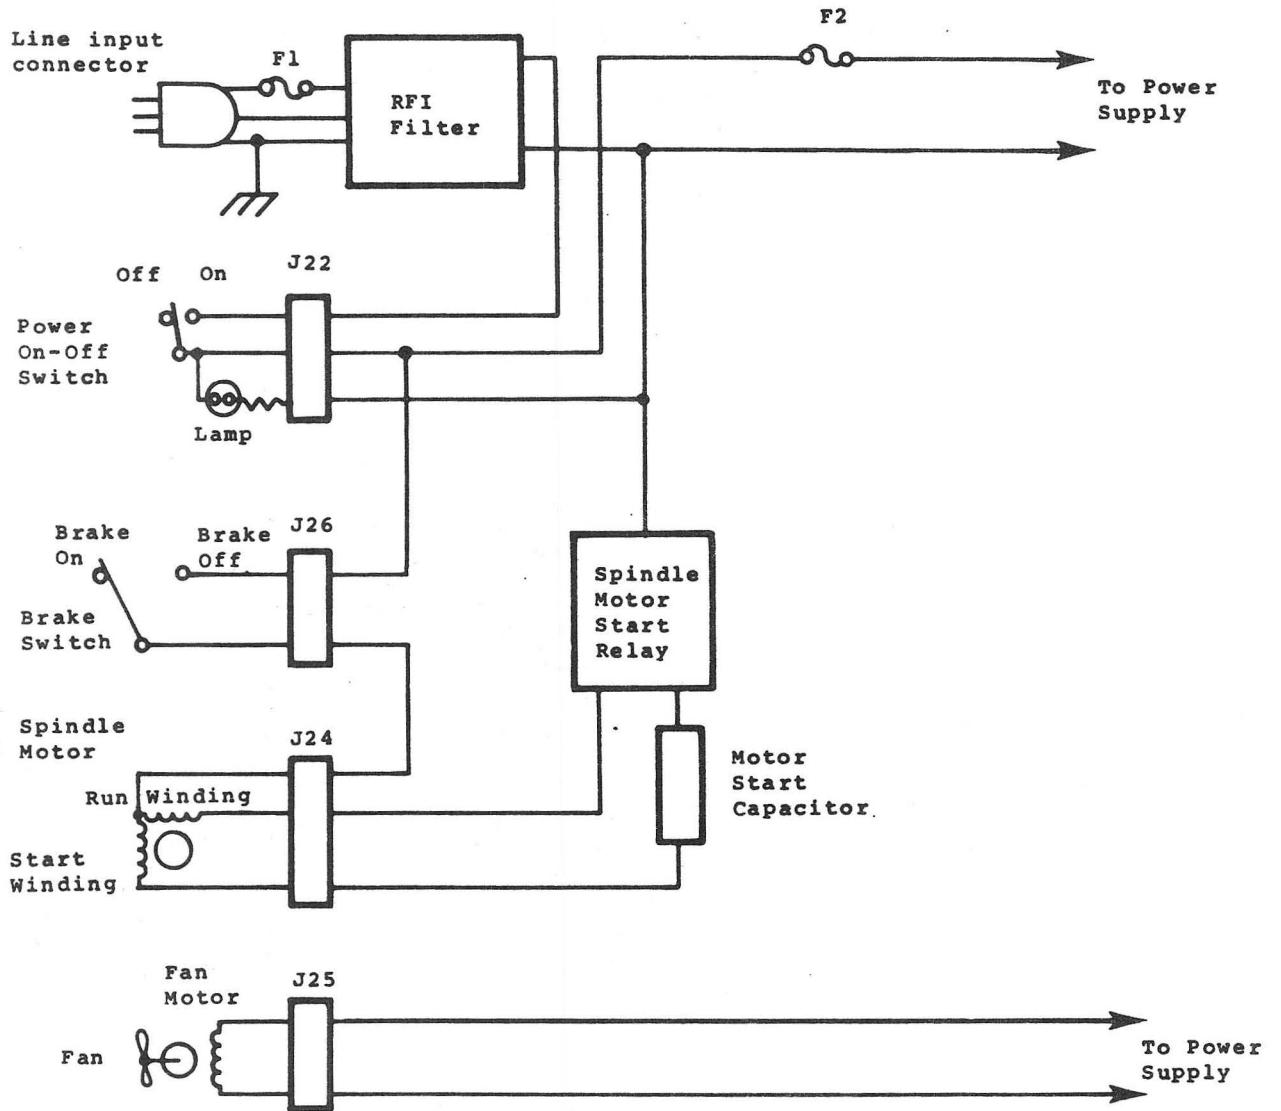 F2
Line input
connector
F1
RFI
Filter
To Power
Supply
Off On
J22
Power
On-Off
Switch
Lamp
Brake
On
Brake
Off
J26
Brake
Switch
Spindle
Motor
Start
Relay
Spindle
Motor
J24
Run Winding
Start
Winding
Motor
Start
Capacitor
Fan
Motor
J25
Fan
To Power
Supply